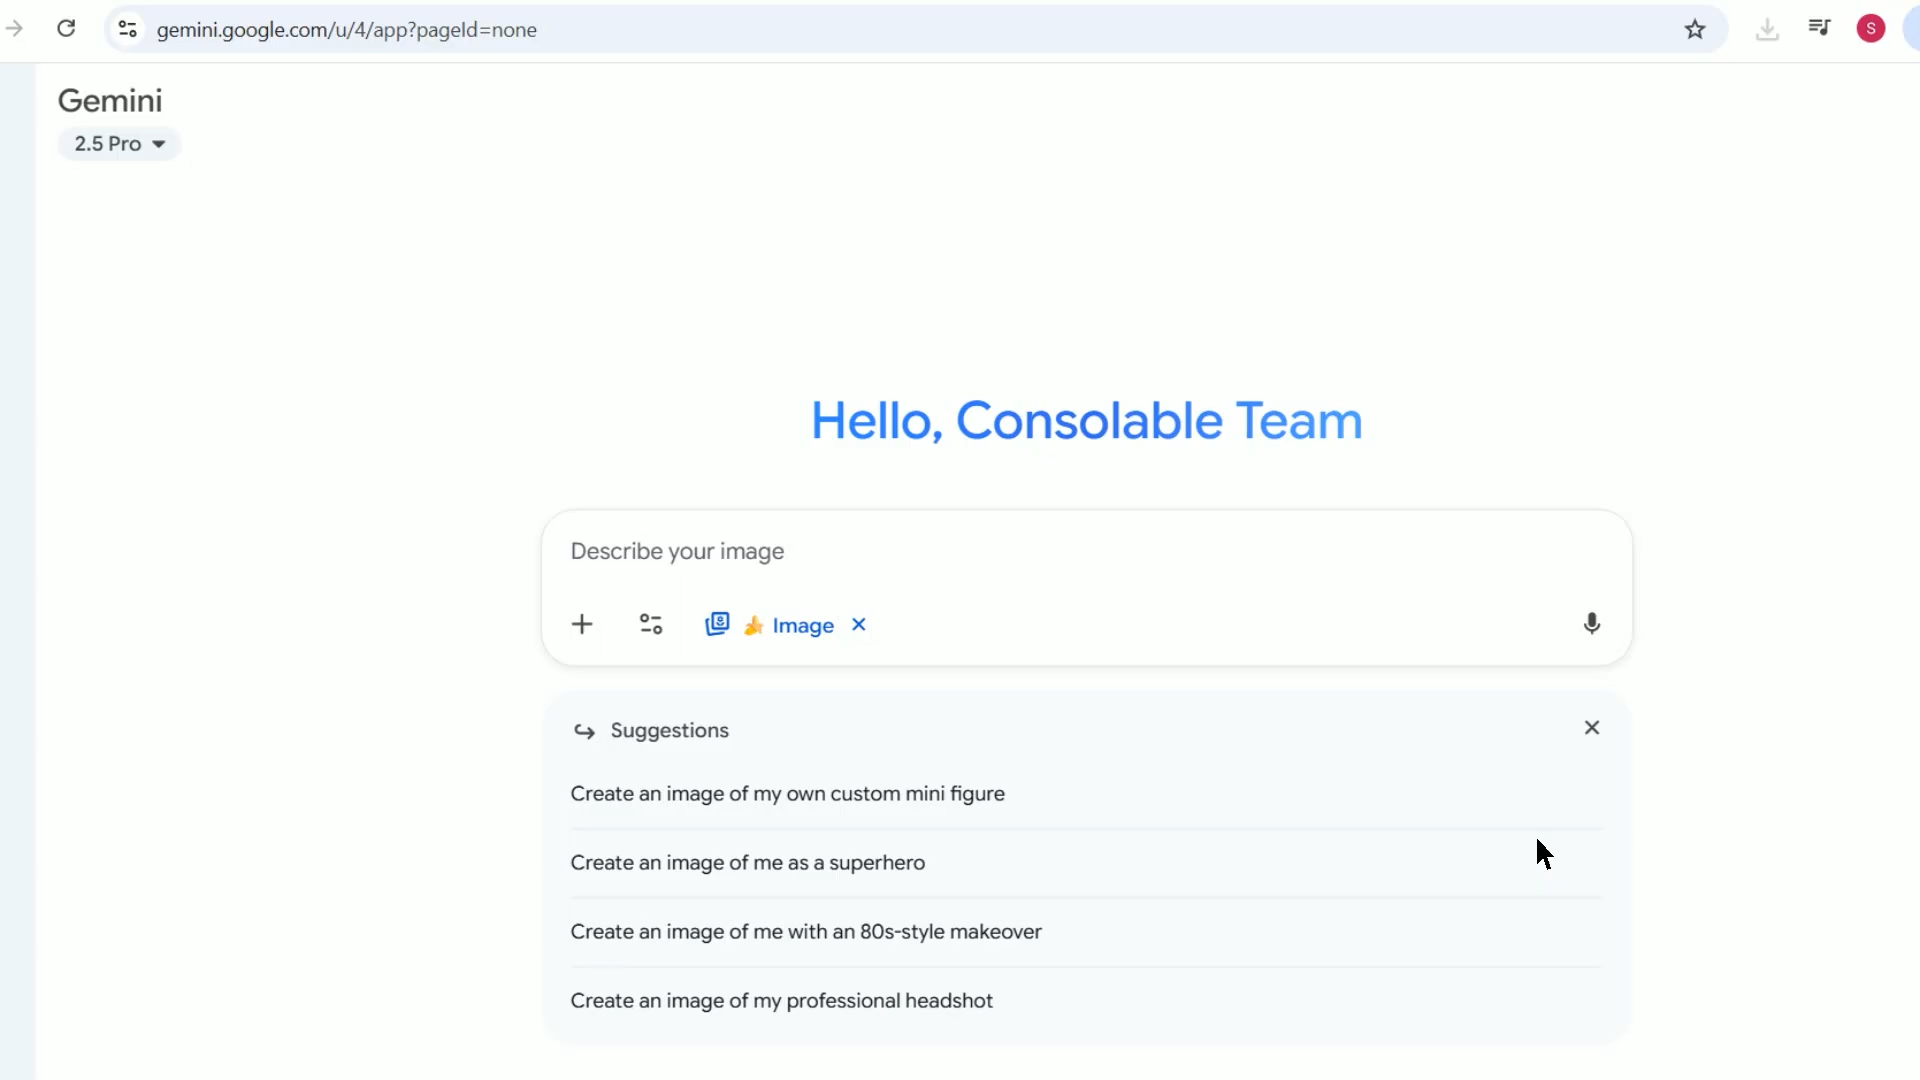 gemini.google.com/u/4/app?pageId=none
S
Gemini
2.5 Pro
Hello, Consolable Team
Describe your image
Image
Suggestions
Create an image of my own custom mini figure
Create an image of me as a superhero
Create an image of me with an 80s-style makeover
Create an image of my professional headshot